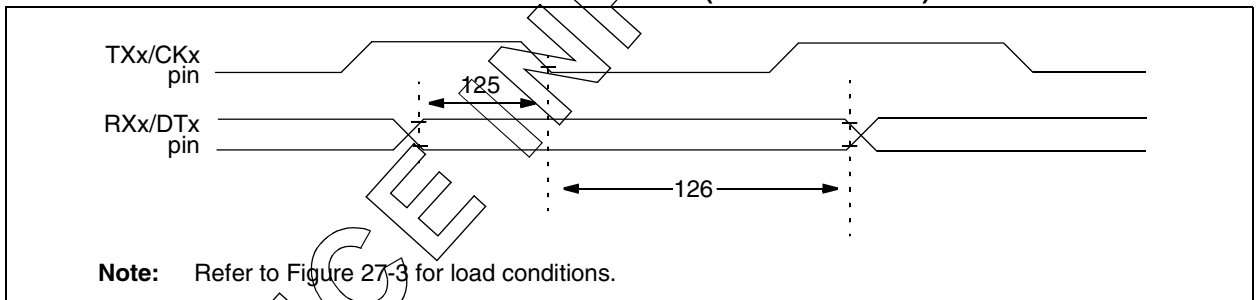 TXx/CKx
pin
125
RXx/DTx
pin
126
Note: Refer to Figure 27-3 for load conditions.